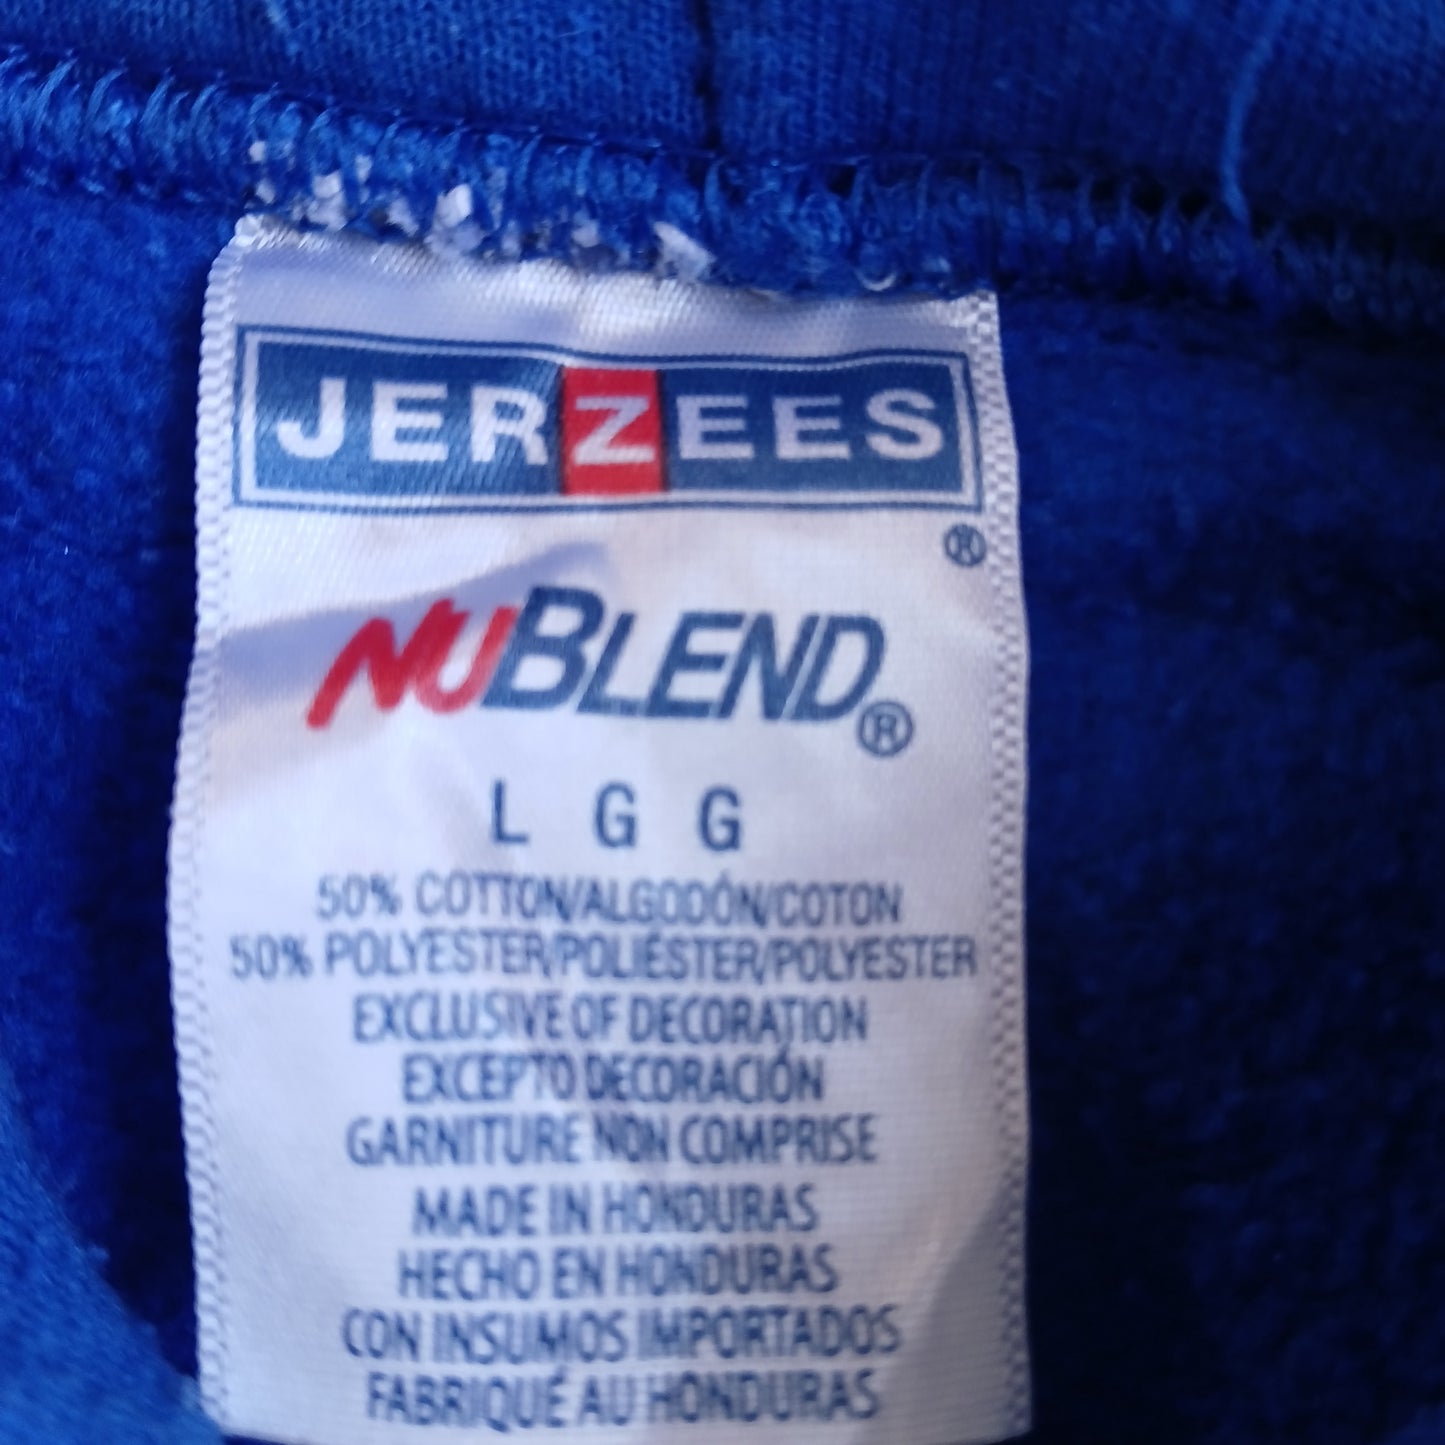 JERZEES
®
NUBLEND®
L G G
50% COTTON/ALGODÓN/COTON
50% POLYESTER/POLIÉSTER/POLYESTER
EXCLUSIVE OF DECORATION
EXCEPTO DECORACIÓN
GARNITURE NON COMPRISE
MADE IN HONDURAS
HECHO EN HONDURAS
CON INSUMOS IMPORTADOS
FABRIQUÉ AU HONDURAS